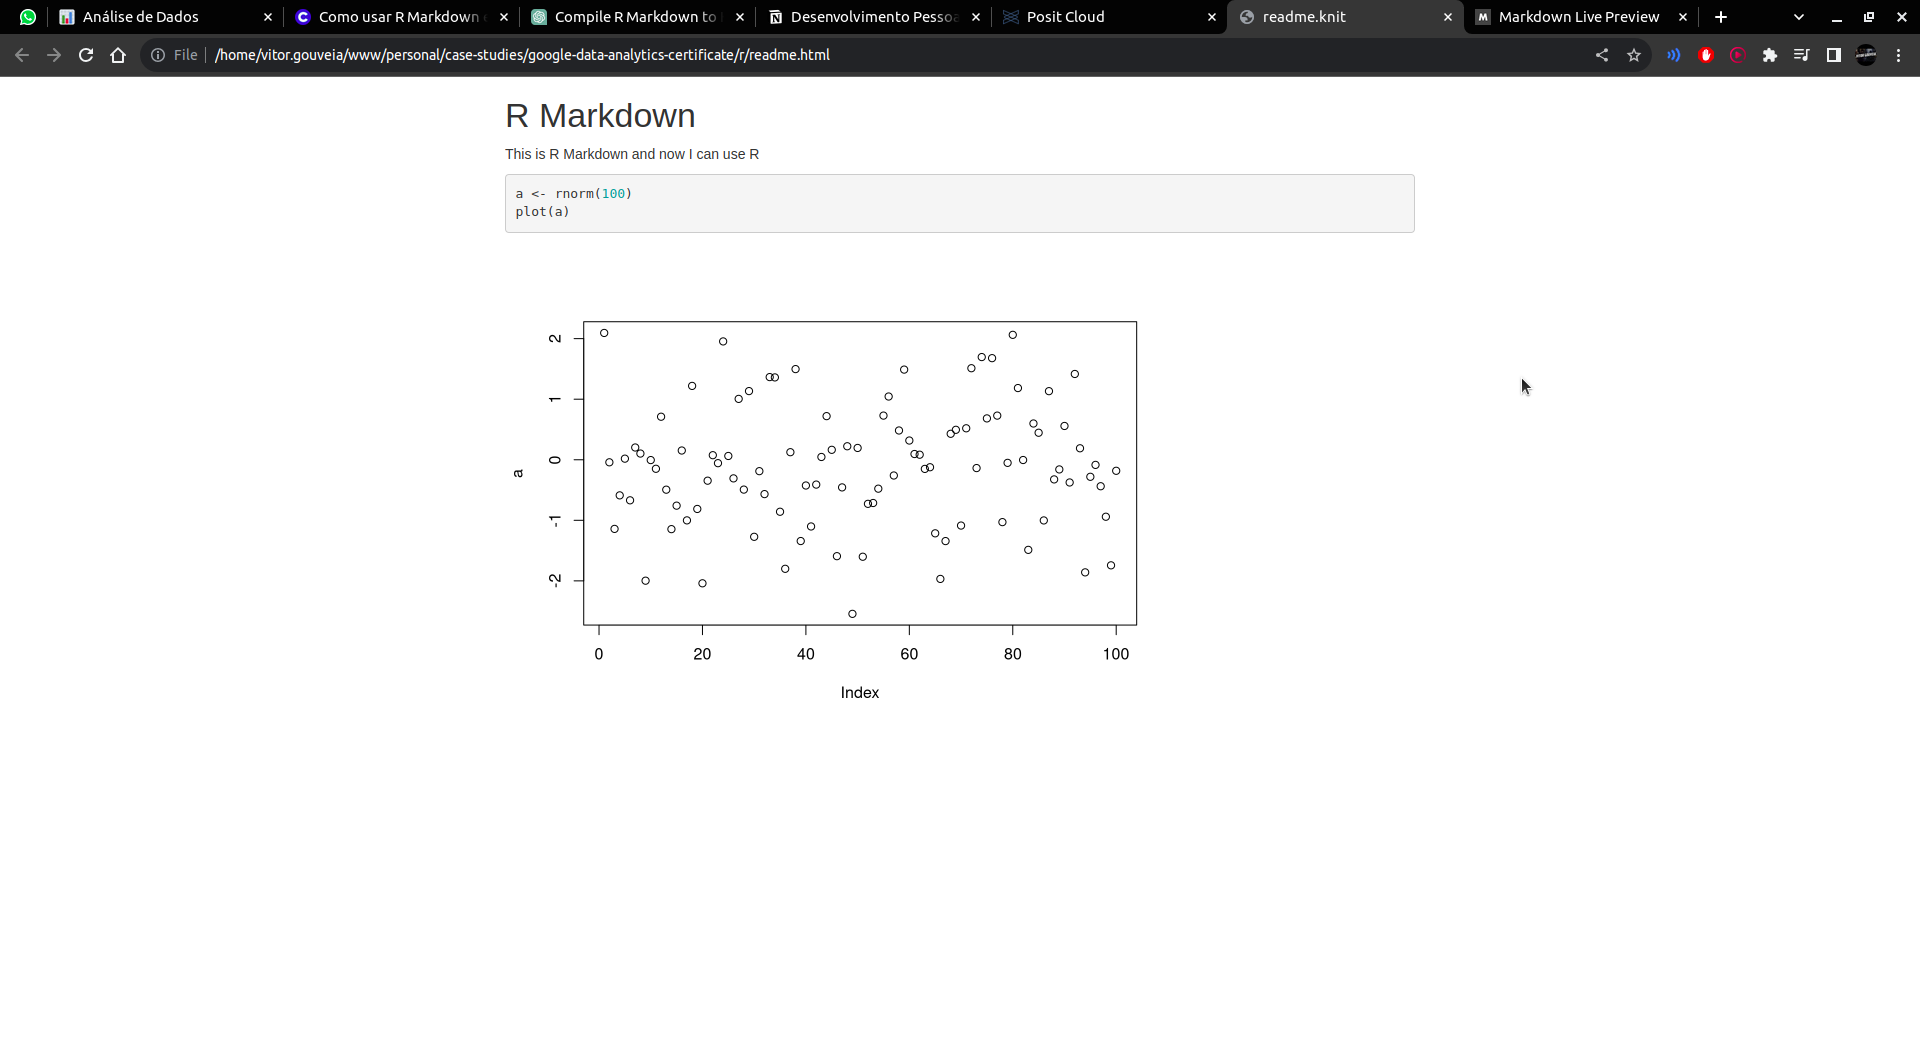 Análise de Dados
Como usar R Markdown
Compile R Markdown to
Desenvolvimento Pessoa
Posit Cloud
readme.knit
M Markdown Live Preview
File /home/vitor.gouveia/www/personal/case-studies/google-data-analytics-certificate/r/readme.html
R Markdown
This is R Markdown and now I can use R
a <- rnorm(100)
plot(a)
2
1
0
-1
-2
a
0 20 40 60 80 100
Index